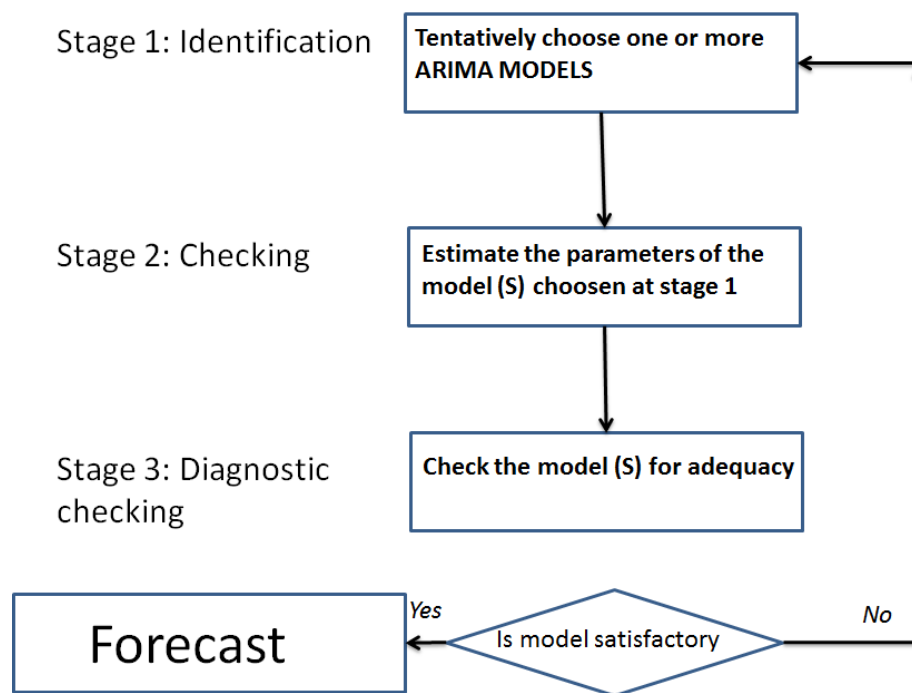 Stage 1: Identification
Tentatively choose one or more
ARIMA MODELS
Stage 2: Checking
Estimate the parameters of the
model (S) choosen at stage 1
Stage 3: Diagnostic
checking
Check the model (S) for adequacy
Forecast
Yes
Is model satisfactory
No